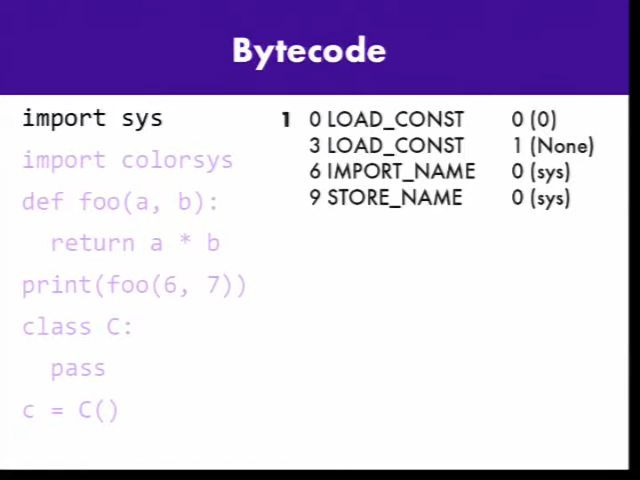 Bytecode
import sys
import colorsys
def foo(a, b):
  return a * b
print(foo(6, 7))
class C:
  pass
c = C()
1 0 LOAD_CONST 0 (0)
3 LOAD_CONST 1 (None)
6 IMPORT_NAME 0 (sys)
9 STORE_NAME 0 (sys)